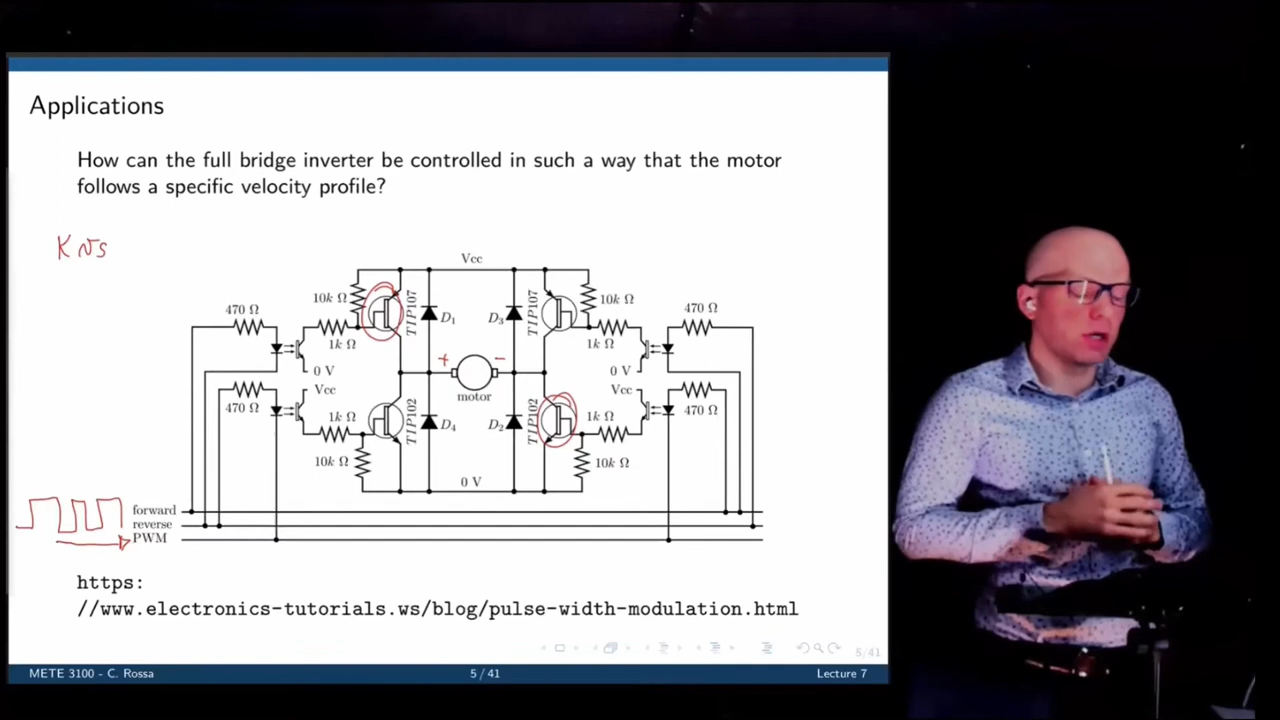 Applications
How can the full bridge inverter be controlled in such a way that the motor
follows a specific velocity profile?
Vcc
10k Ω
TIP107
D1
D3
TIP107
10k Ω
470 Ω
470 Ω
1k Ω
1k Ω
0 V
+
−
0 V
Vcc
motor
Vcc
470 Ω
1k Ω
TIP102
D4
D2
TIP102
1k Ω
470 Ω
10k Ω
10k Ω
0 V
forward
reverse
PWM
https:
//www.electronics-tutorials.ws/blog/pulse-width-modulation.html
5/41
METE 3100 - C. Rossa
5 / 41
Lecture 7